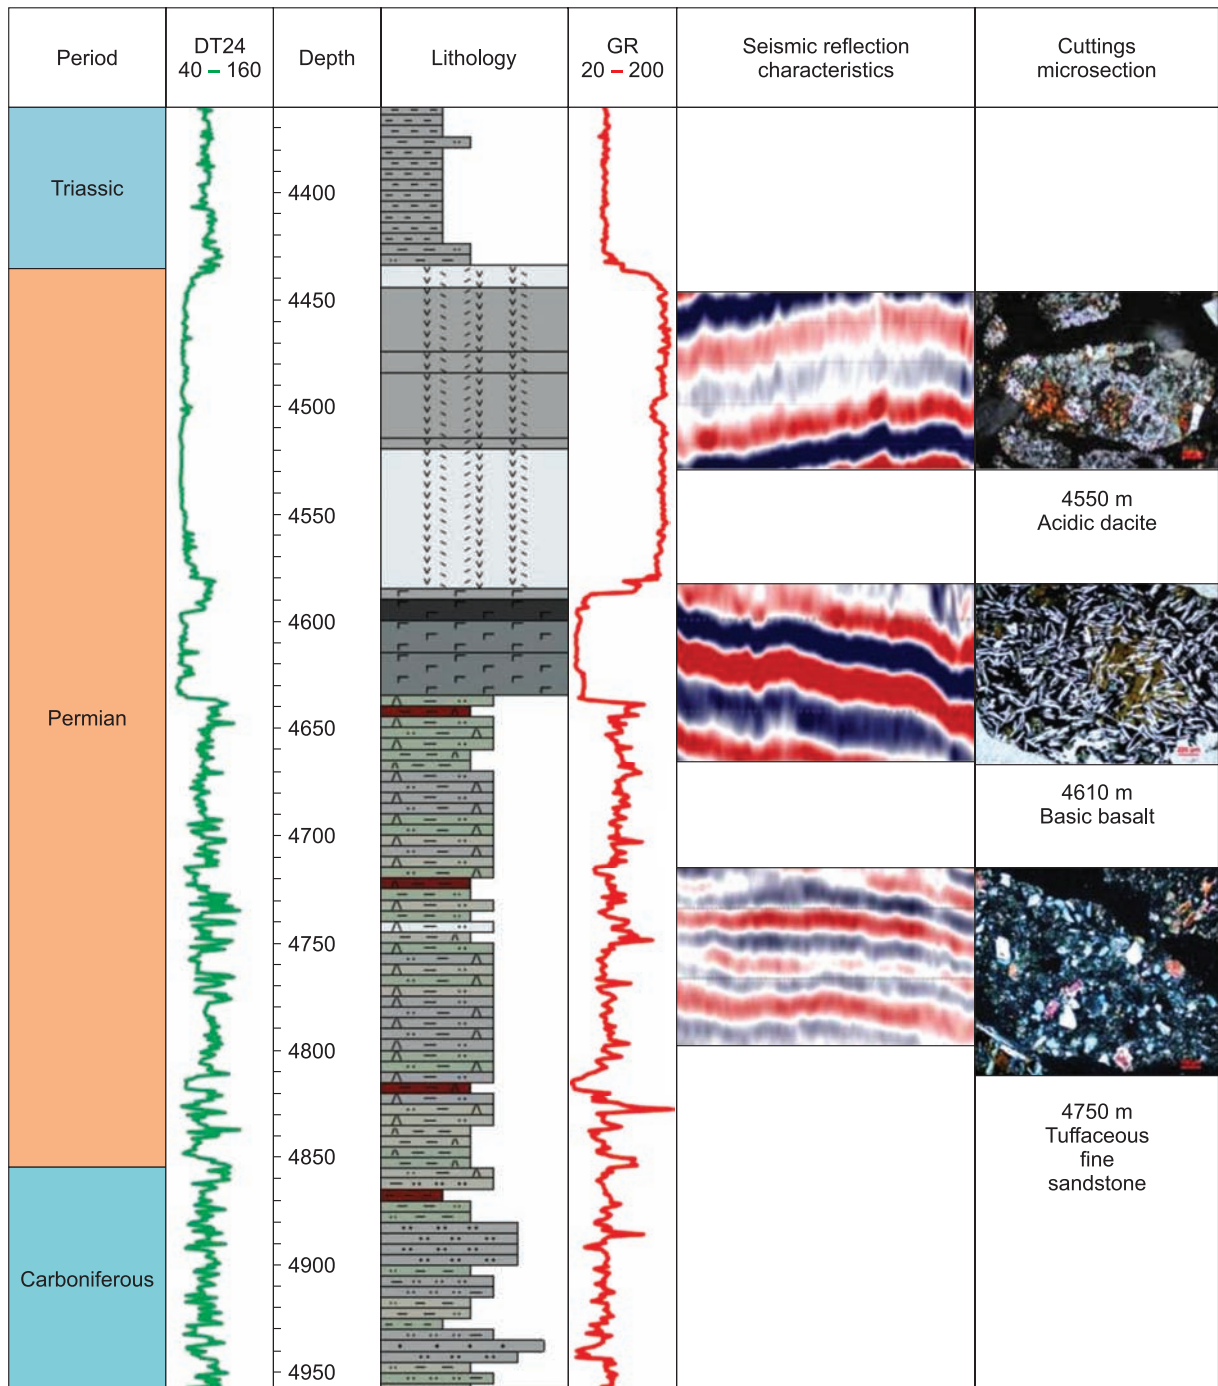 Period
DT24
40 – 160
Depth
Lithology
GR
20 – 200
Seismic reflection
characteristics
Cuttings
microsection
Triassic
Permian
Carboniferous
4400
4450
4500
4550
4600
4650
4700
4750
4800
4850
4900
4950
4550 m
Acidic dacite
4610 m
Basic basalt
4750 m
Tuffaceous
fine
sandstone